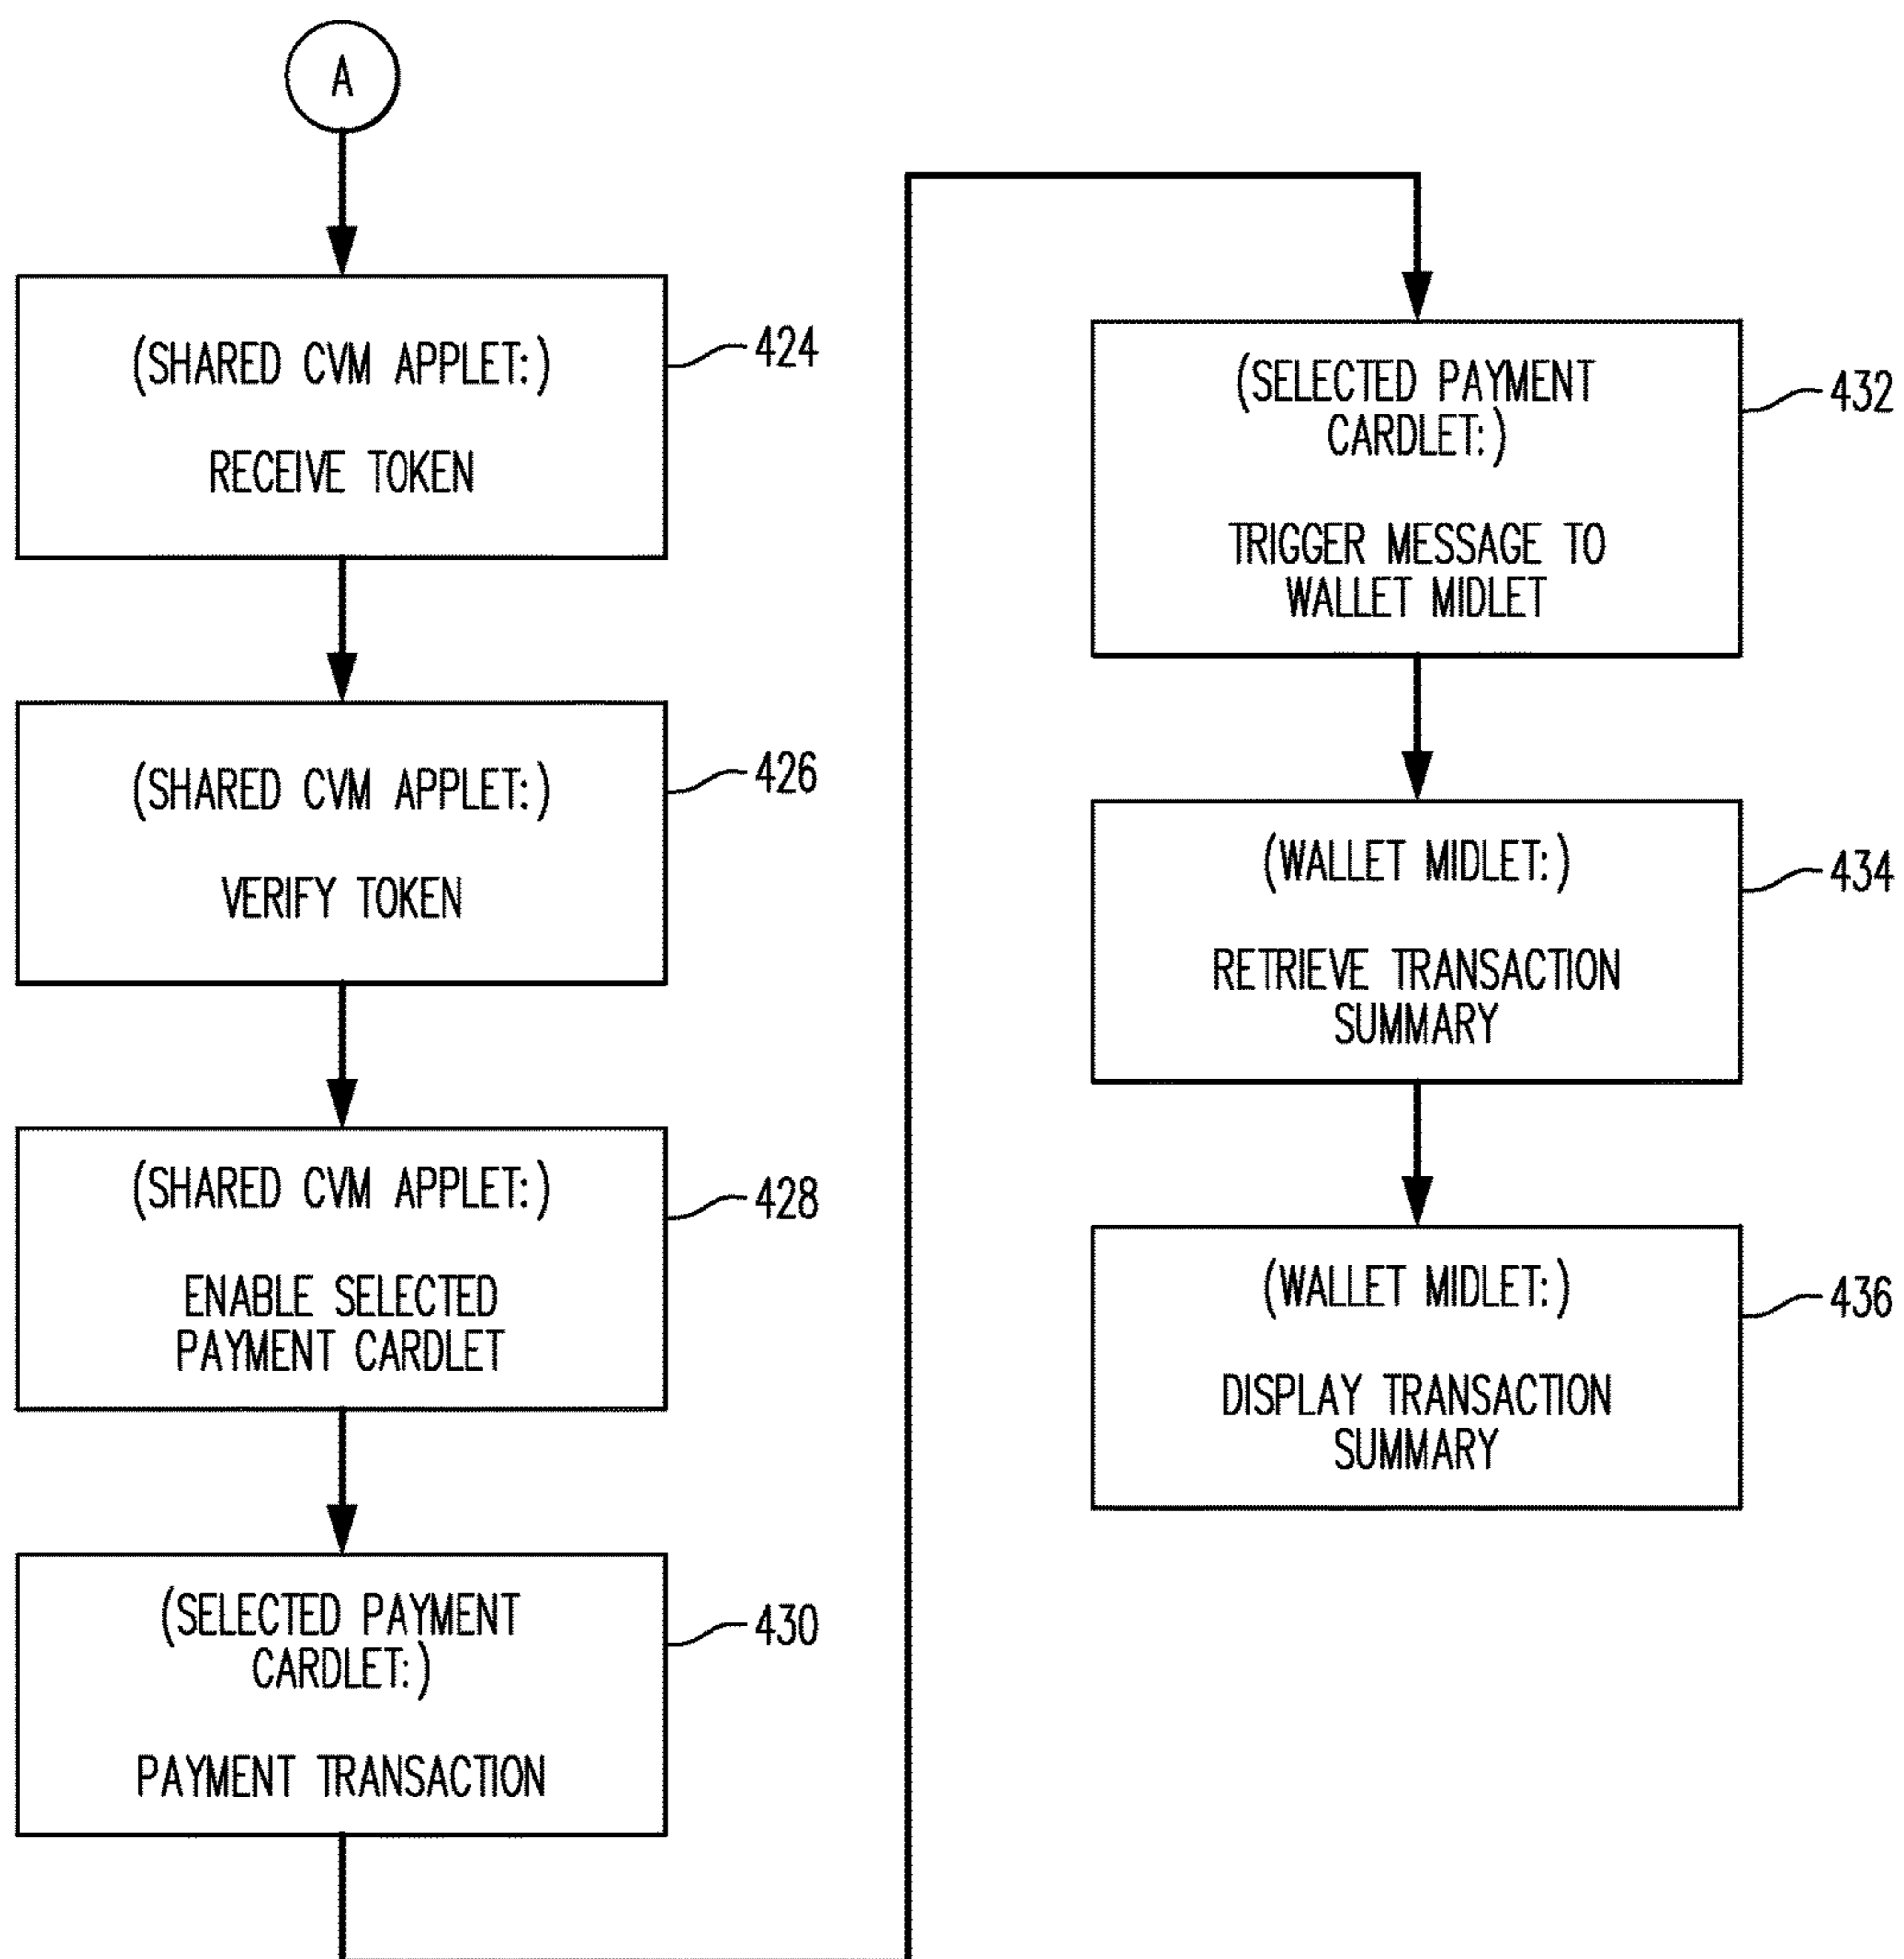 A
(SHARED CVM APPLET:)
RECEIVE TOKEN
424
(SHARED CVM APPLET:)
VERIFY TOKEN
426
(SHARED CVM APPLET:)
ENABLE SELECTED
PAYMENT CARDLET
428
(SELECTED PAYMENT
CARDLET:)
PAYMENT TRANSACTION
430
(SELECTED PAYMENT
CARDLET:)
TRIGGER MESSAGE TO
WALLET MIDLET
432
(WALLET MIDLET:)
RETRIEVE TRANSACTION
SUMMARY
434
(WALLET MIDLET:)
DISPLAY TRANSACTION
SUMMARY
436